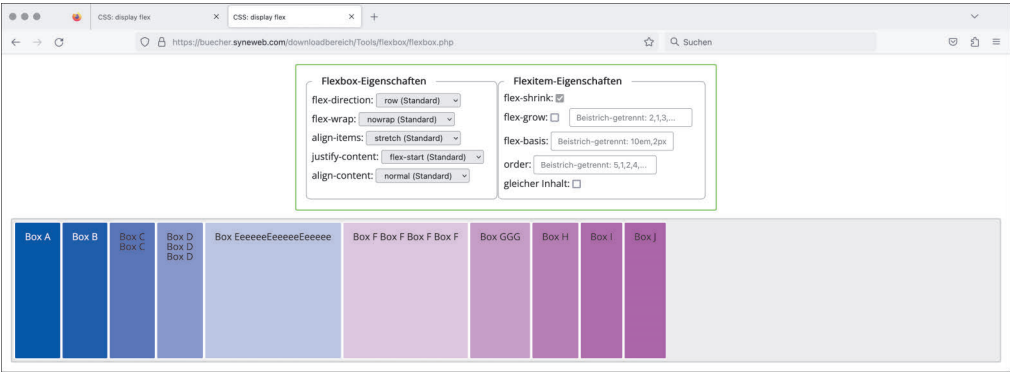 CSS: display flex
CSS: display flex
https://buecher.syneweb.com/downloadbereich/Tools/flexbox/flexbox.php
Suchen
Flexbox-Eigenschaften
flex-direction: row (Standard)
flex-wrap: nowrap (Standard)
align-items: stretch (Standard)
justify-content: flex-start (Standard)
align-content: normal (Standard)
Flexitem-Eigenschaften
flex-shrink:
flex-grow: Beistrich-getrennt: 2,1,3,...
flex-basis: Beistrich-getrennt: 10em,2px
order: Beistrich-getrennt: 5,1,2,4,...
gleicher Inhalt:
Box A
Box B
Box C
Box C
Box D
Box D
Box D
Box EeeeeeEeeeeeEeeeee
Box F Box F Box F Box F
Box GGG
Box H
Box I
Box J